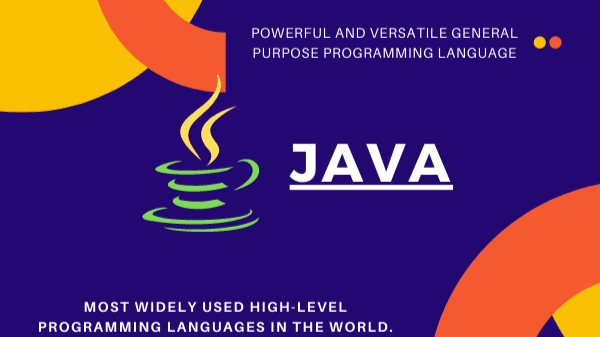 POWERFUL AND VERSATILE GENERAL
PURPOSE PROGRAMMING LANGUAGE
JAVA
MOST WIDELY USED HIGH-LEVEL
PROGRAMMING LANGUAGES IN THE WORLD.